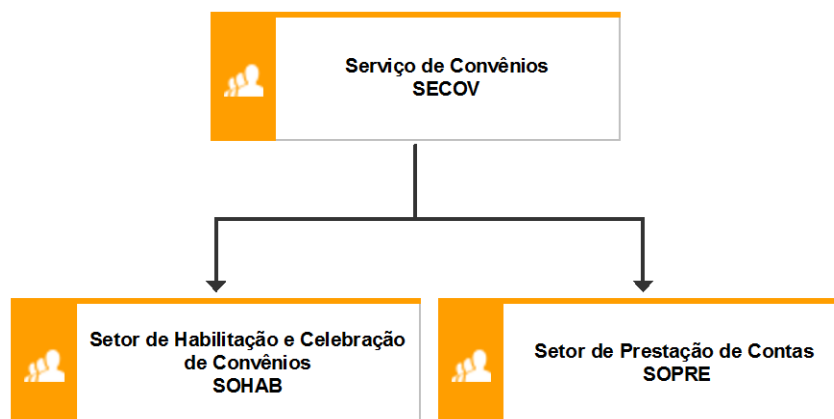 Serviço de Convênios
SECOV
Setor de Habilitação e Celebração
de Convênios
SOHAB
Setor de Prestação de Contas
SOPRE